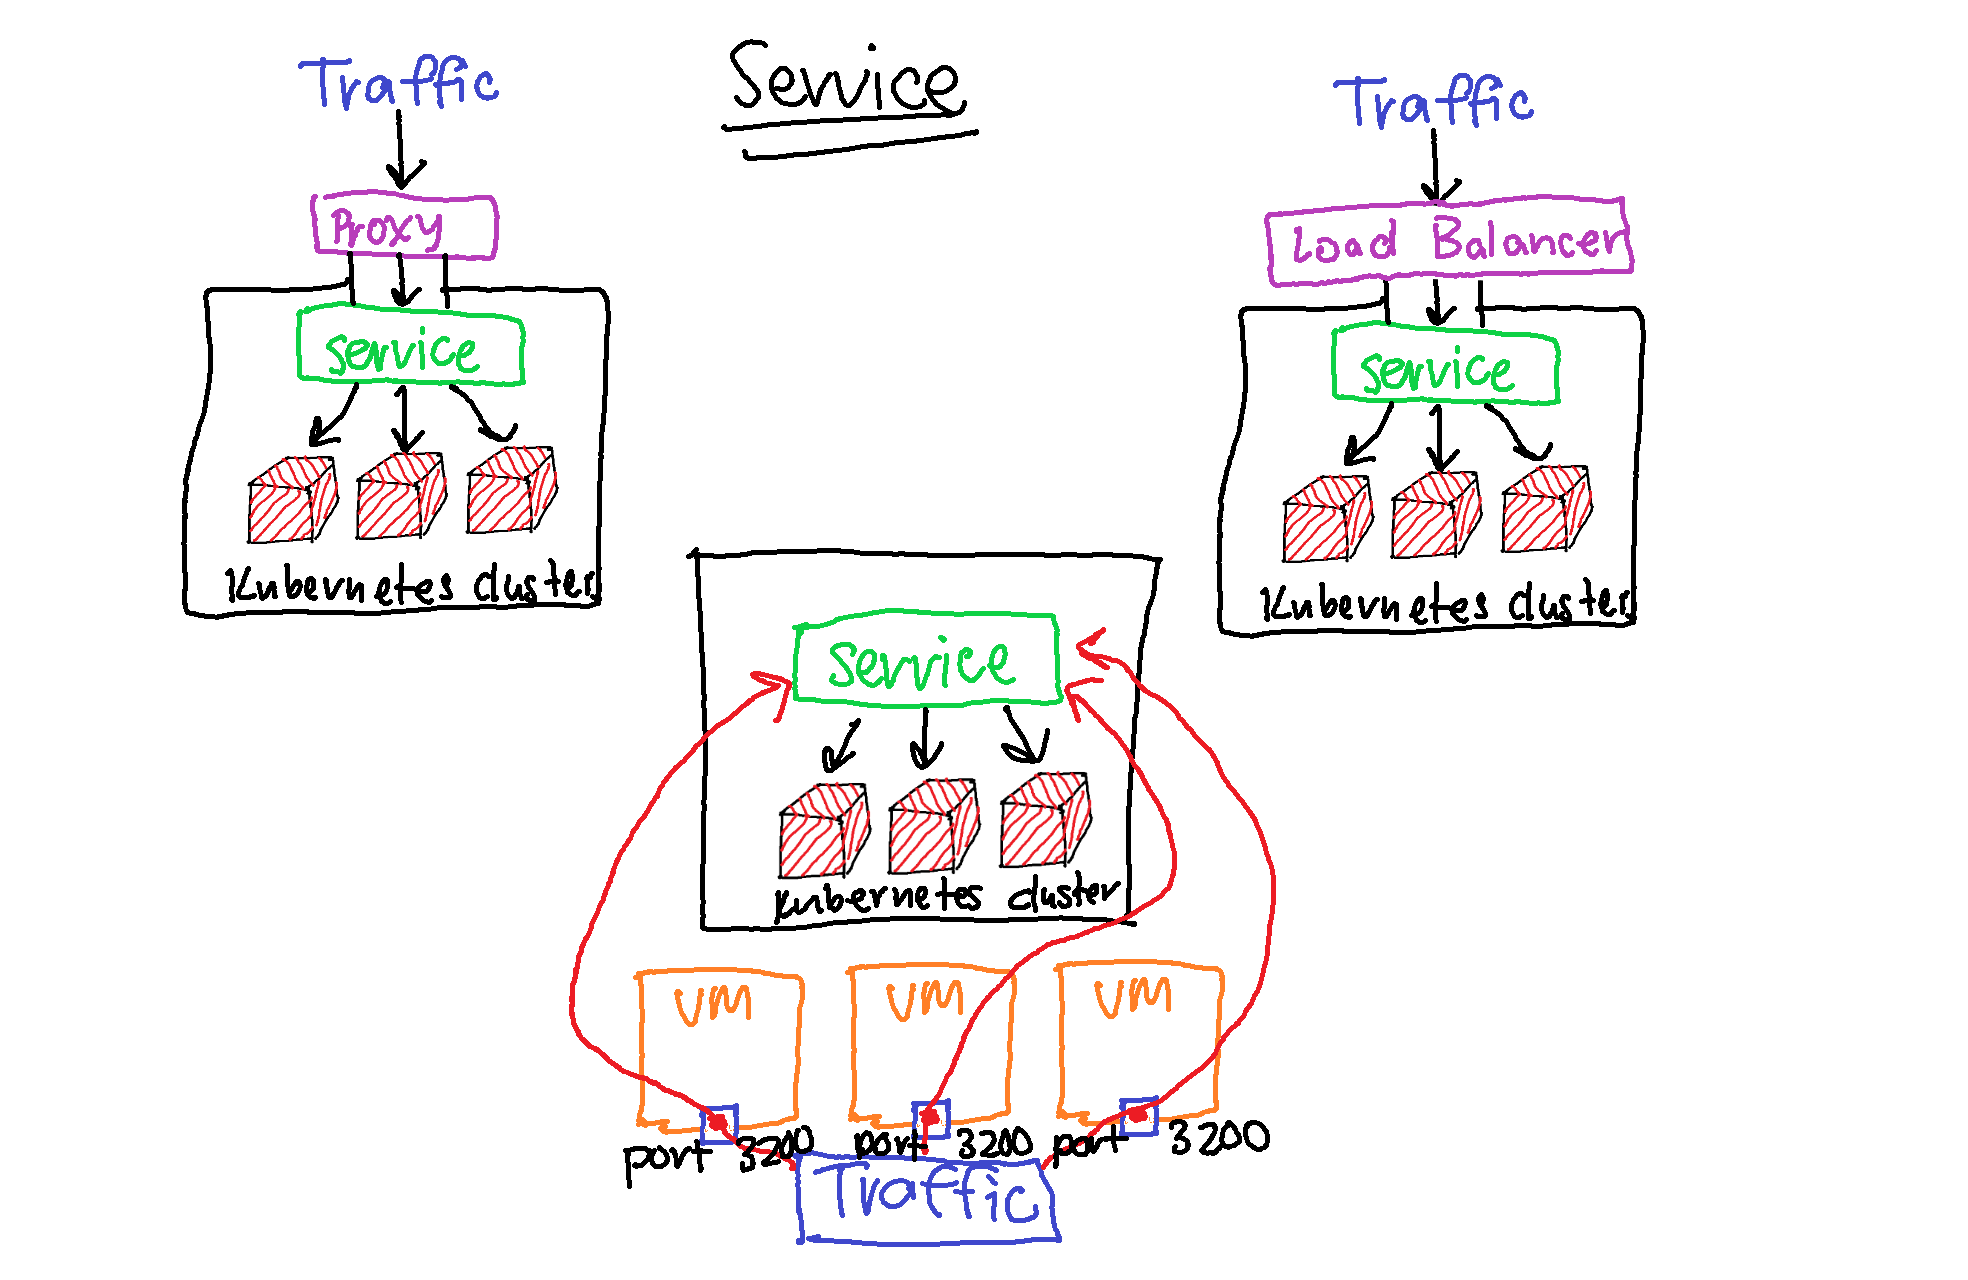 Service
Traffic
Proxy
service
Kubernetes cluster
Traffic
Load Balancer
service
Kubernetes cluster
service
Kubernetes cluster
VM
VM
VM
port 3200
port 3200
port 3200
Traffic